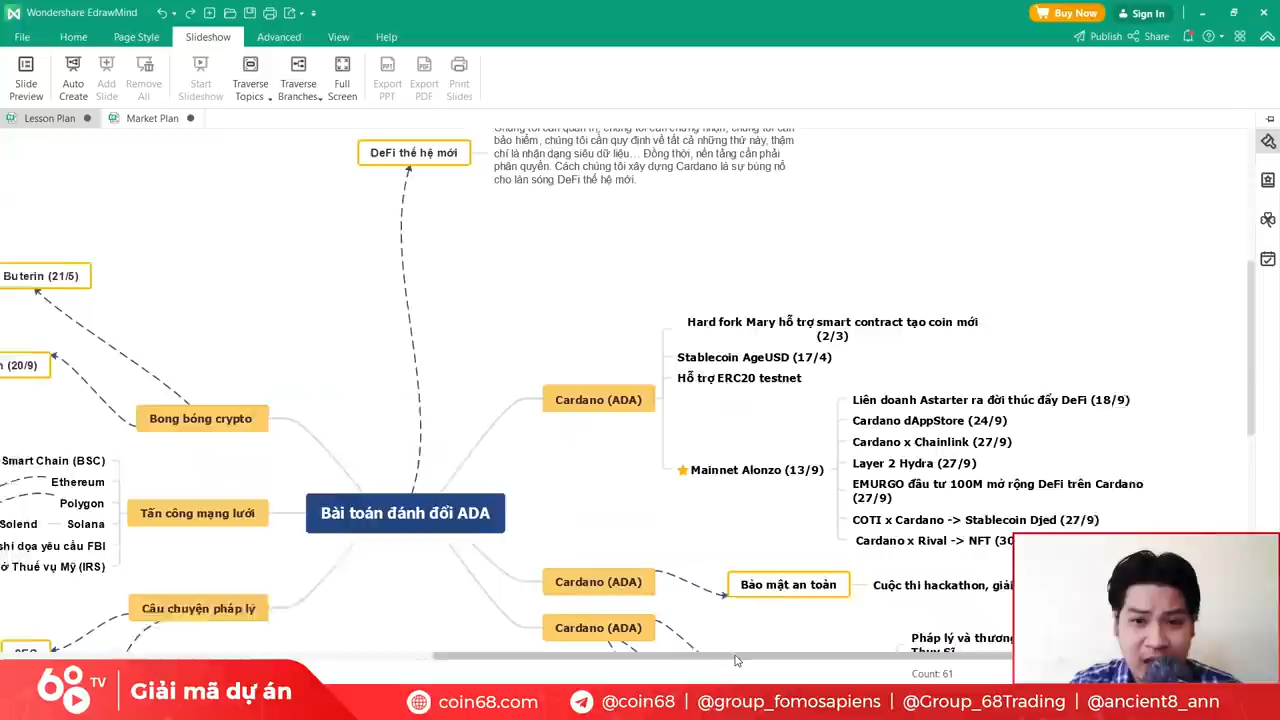 Wondershare EdrawMind
Buy Now
Sign In
File
Home
Page Style
Slideshow
Advanced
View
Help
Publish
Share
Slide Preview
Auto Create
Add Slide
Remove All
Start Slideshow
Traverse Topics
Traverse Branches
Full Screen
Export PPT
Export PDF
Print Slides
Lesson Plan
Market Plan
DeFi thế hệ mới
bảo hiểm, chúng tôi cần quy định về tất cả những thứ này, thậm
chí là nhận dạng siêu dữ liệu… Đồng thời, nền tảng cần phải
phân quyền. Cách chúng tôi xây dựng Cardano là sự bùng nổ
cho làn sóng DeFi thế hệ mới.
Buterin (21/5)
(20/9)
Bong bóng crypto
Smart Chain (BSC)
Ethereum
Polygon
Solend
Solana
dọa yêu cầu FBI
Thuế vụ Mỹ (IRS)
Tấn công mạng lưới
Câu chuyện pháp lý
Bài toán đánh đổi ADA
Cardano (ADA)
Hard fork Mary hỗ trợ smart contract tạo coin mới
(2/3)
Stablecoin AgeUSD (17/4)
Hỗ trợ ERC20 testnet
Mainnet Alonzo (13/9)
Liên doanh Astarter ra đời thúc đẩy DeFi (18/9)
Cardano dAppStore (24/9)
Cardano x Chainlink (27/9)
Layer 2 Hydra (27/9)
EMURGO đầu tư 100M mở rộng DeFi trên Cardano
(27/9)
COTI x Cardano -> Stablecoin Djed (27/9)
Cardano x Rival -> NFT (30
Cardano (ADA)
Bảo mật an toàn
Cuộc thi hackathon, giải
Cardano (ADA)
Pháp lý và thương
Count: 61
68 TV
Giải mã dự án
coin68.com
@coin68 | @group_fomosapiens | @Group_68Trading | @ancient8_ann